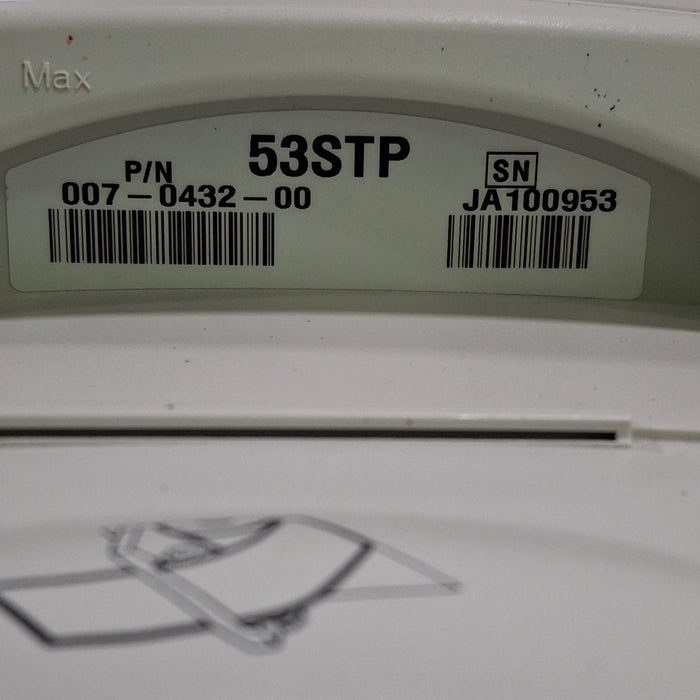 Max
53STP
P/N
007-0432-00
SN
JA100953